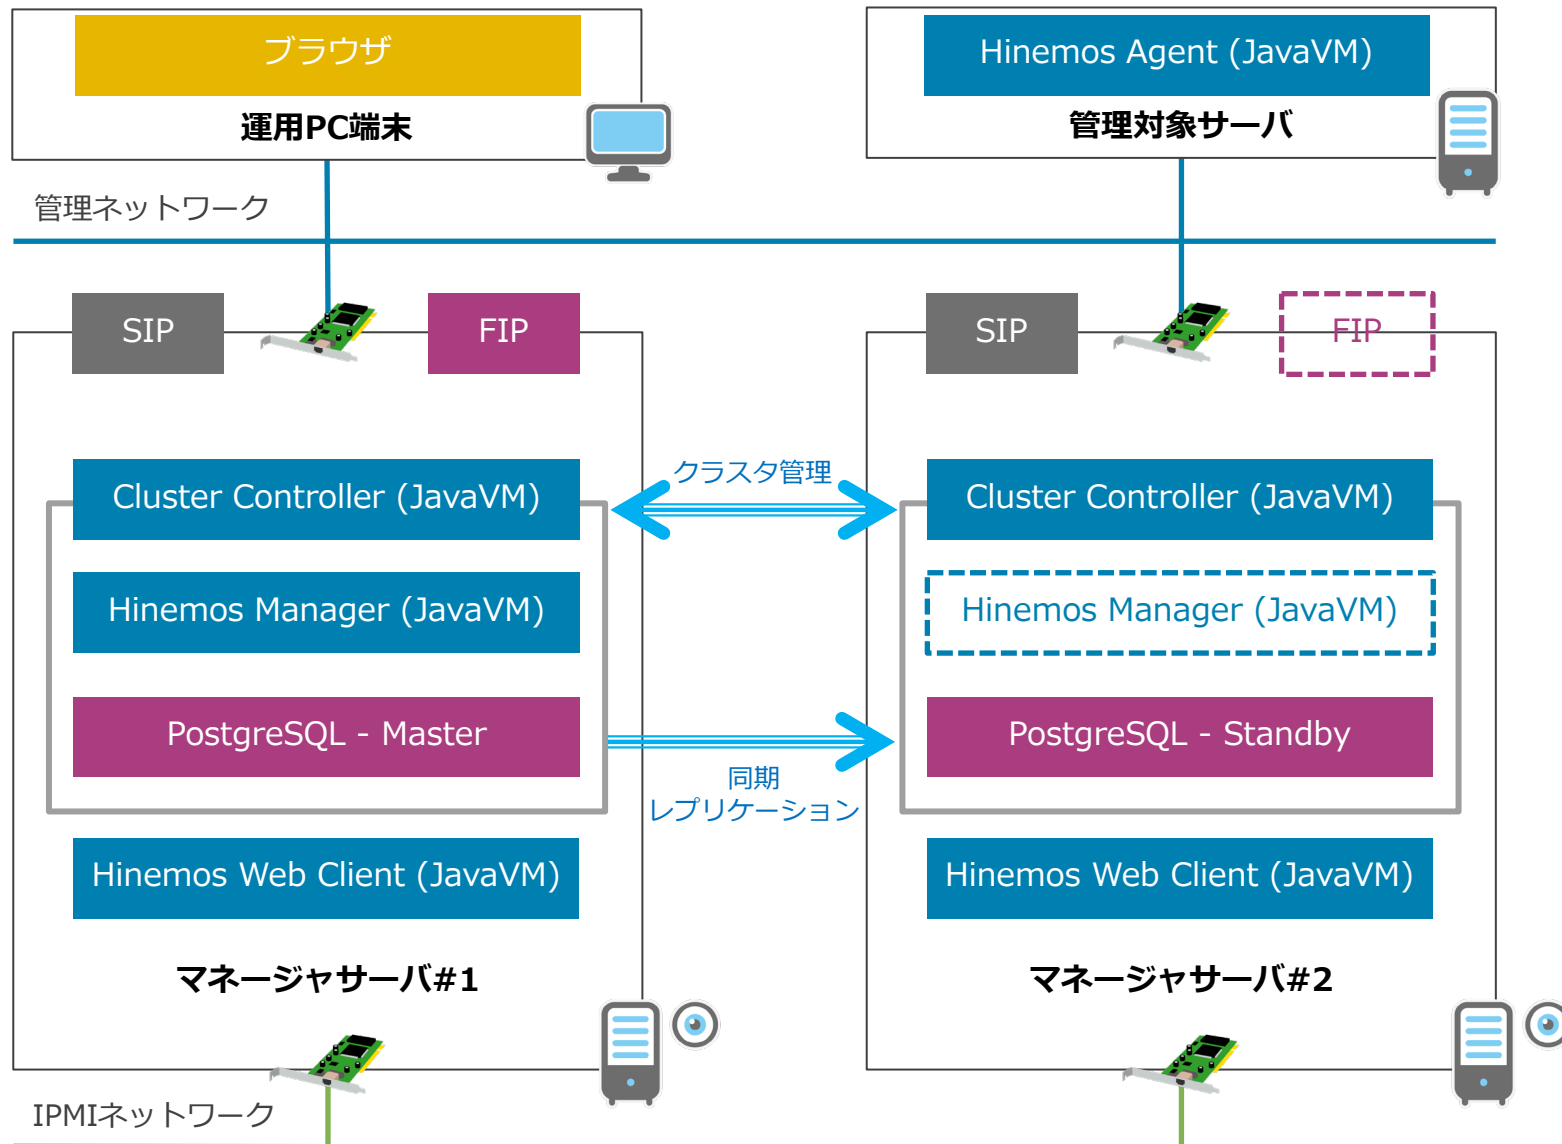 ブラウザ
運用PC端末
Hinemos Agent (JavaVM)
管理対象サーバ
管理ネットワーク
SIP
FIP
SIP
FIP
Cluster Controller (JavaVM)
クラスタ管理
Cluster Controller (JavaVM)
Hinemos Manager (JavaVM)
Hinemos Manager (JavaVM)
PostgreSQL - Master
PostgreSQL - Standby
同期
レプリケーション
Hinemos Web Client (JavaVM)
Hinemos Web Client (JavaVM)
マネージャサーバ#1
マネージャサーバ#2
IPMIネットワーク